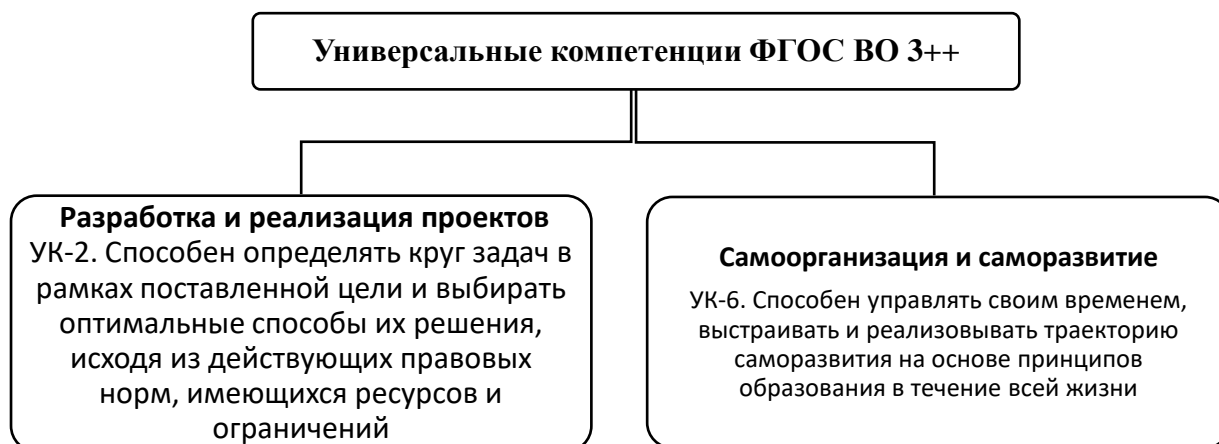 Универсальные компетенции ФГОС ВО 3++
Разработка и реализация проектов
УК-2. Способен определять круг задач в
рамках поставленной цели и выбирать
оптимальные способы их решения,
исходя из действующих правовых
норм, имеющихся ресурсов и
ограничений
Самоорганизация и саморазвитие
УК-6. Способен управлять своим временем,
выстраивать и реализовывать траекторию
саморазвития на основе принципов
образования в течение всей жизни